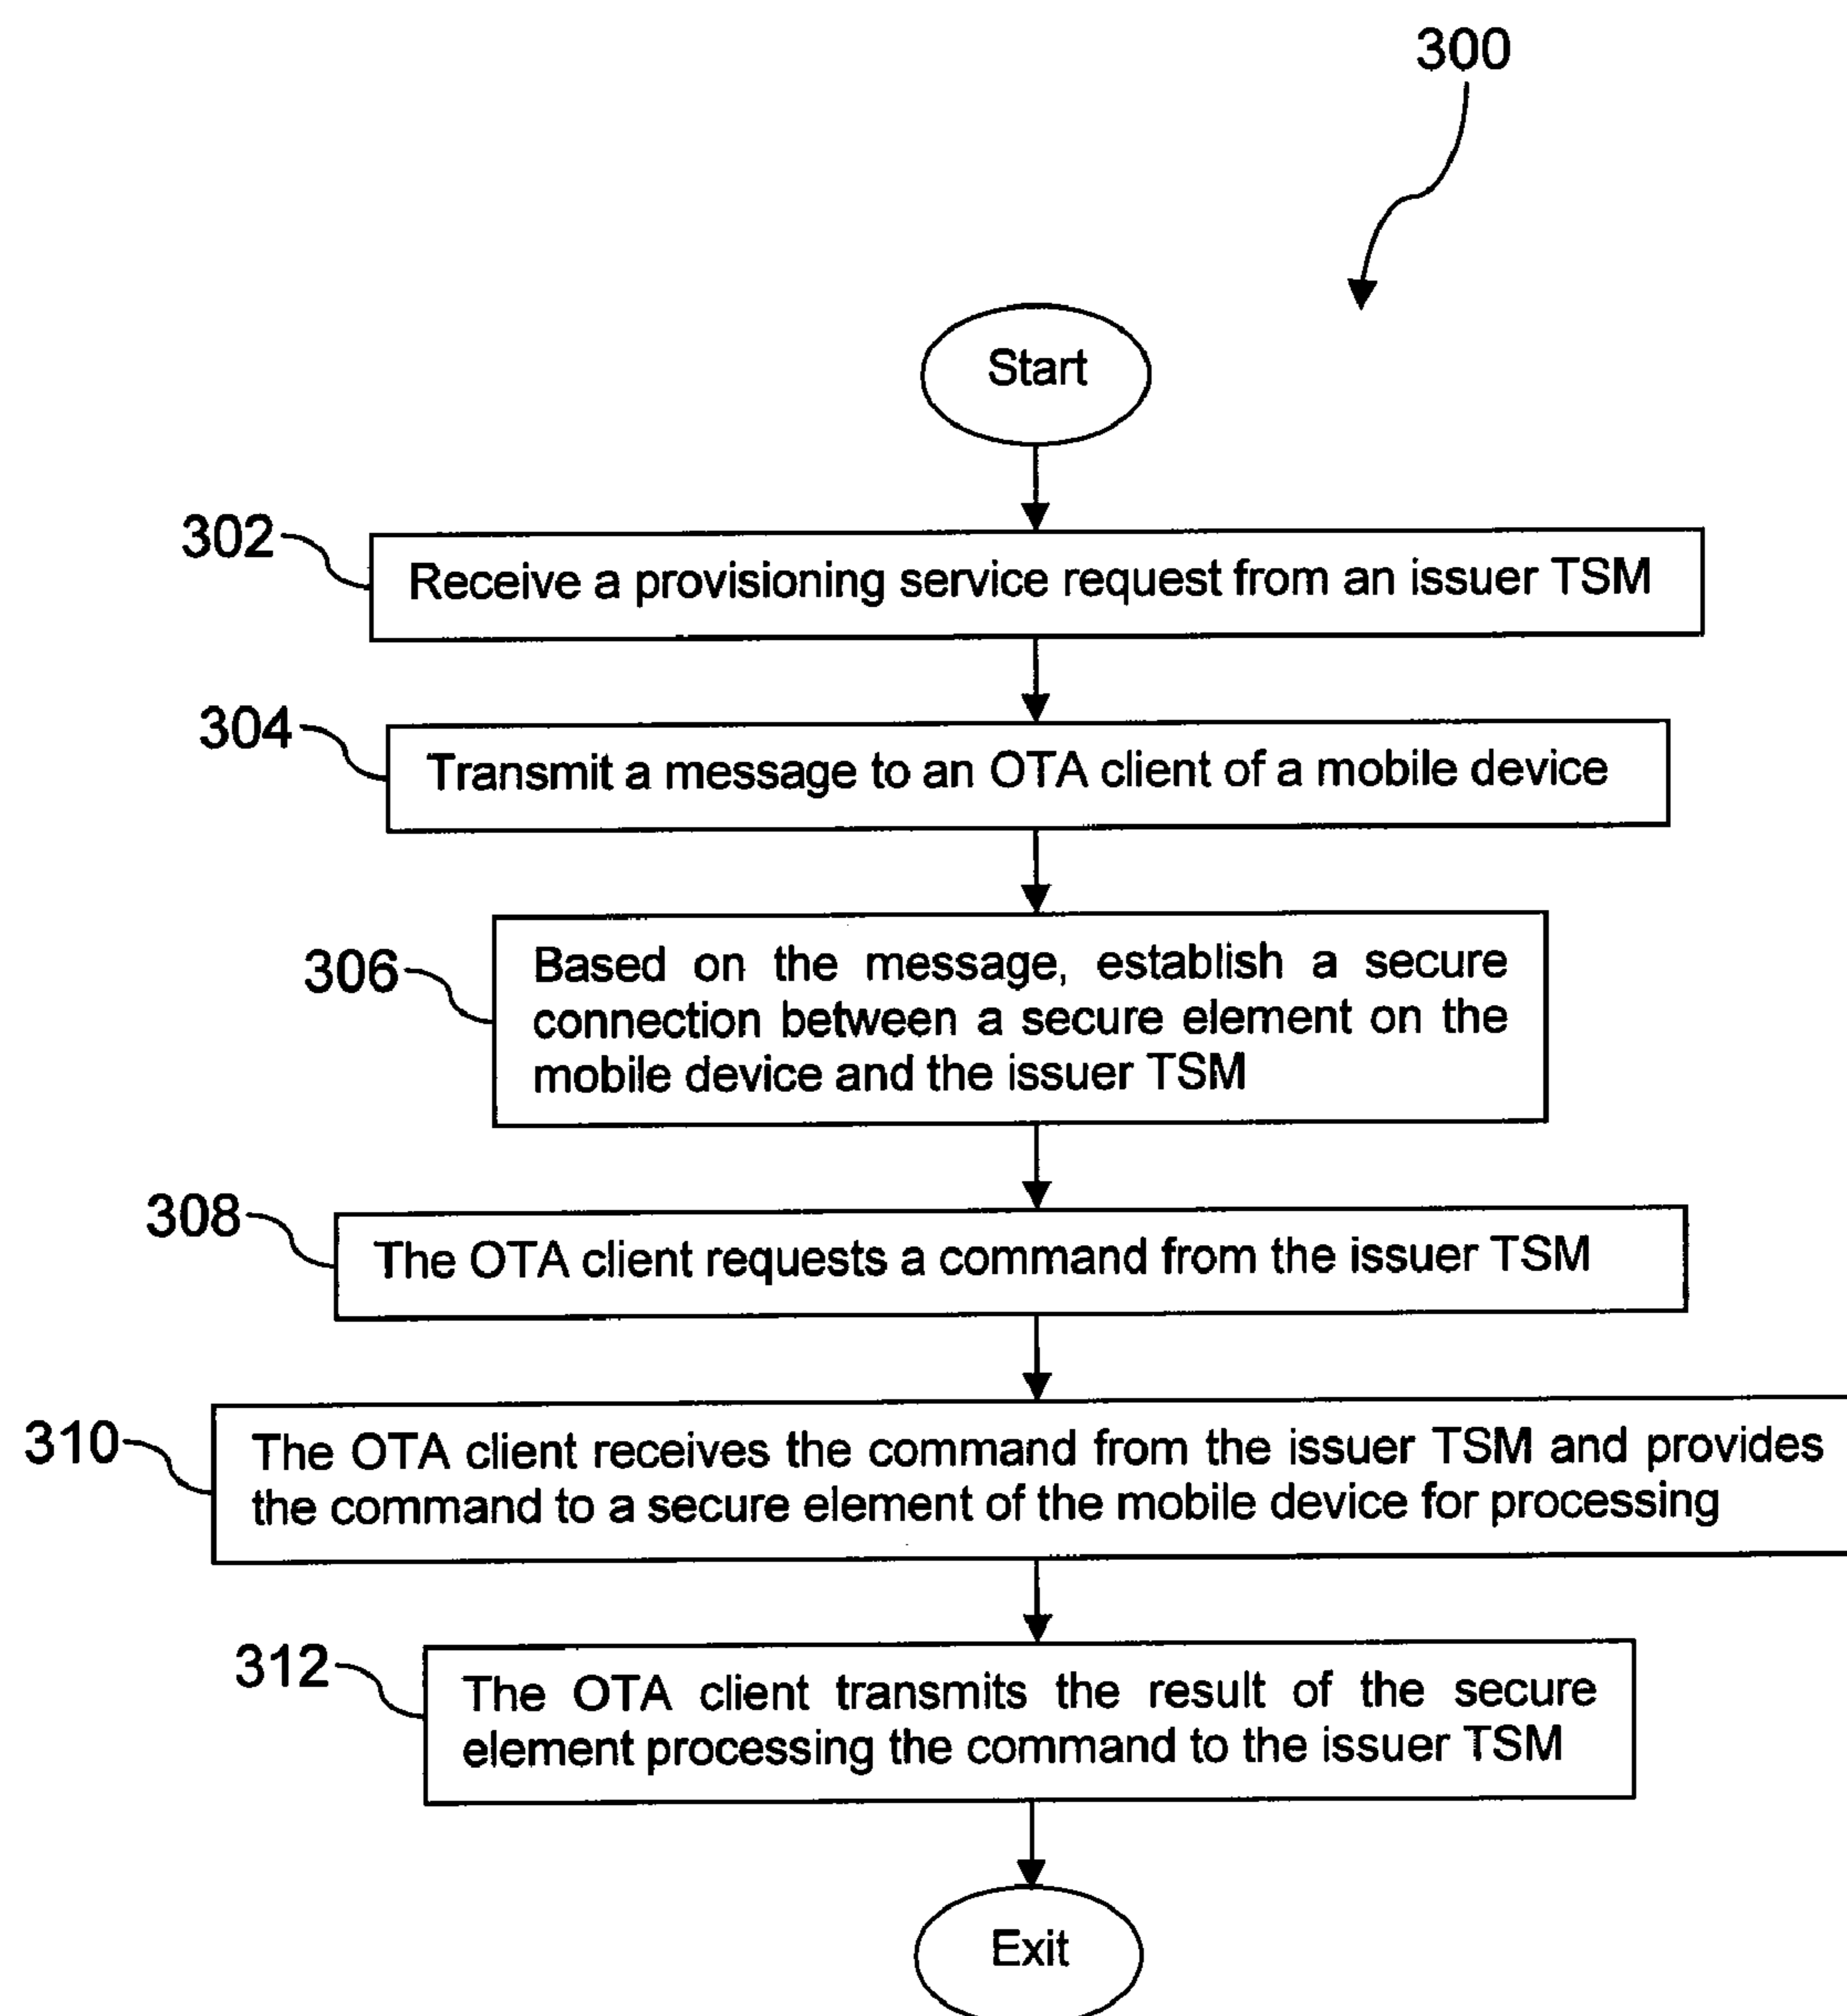 300
Start
302
Receive a provisioning service request from an issuer TSM
304
Transmit a message to an OTA client of a mobile device
306
Based on the message, establish a secure
connection between a secure element on the
mobile device and the issuer TSM
308
The OTA client requests a command from the issuer TSM
310
The OTA client receives the command from the issuer TSM and provides
the command to a secure element of the mobile device for processing
312
The OTA client transmits the result of the secure
element processing the command to the issuer TSM
Exit